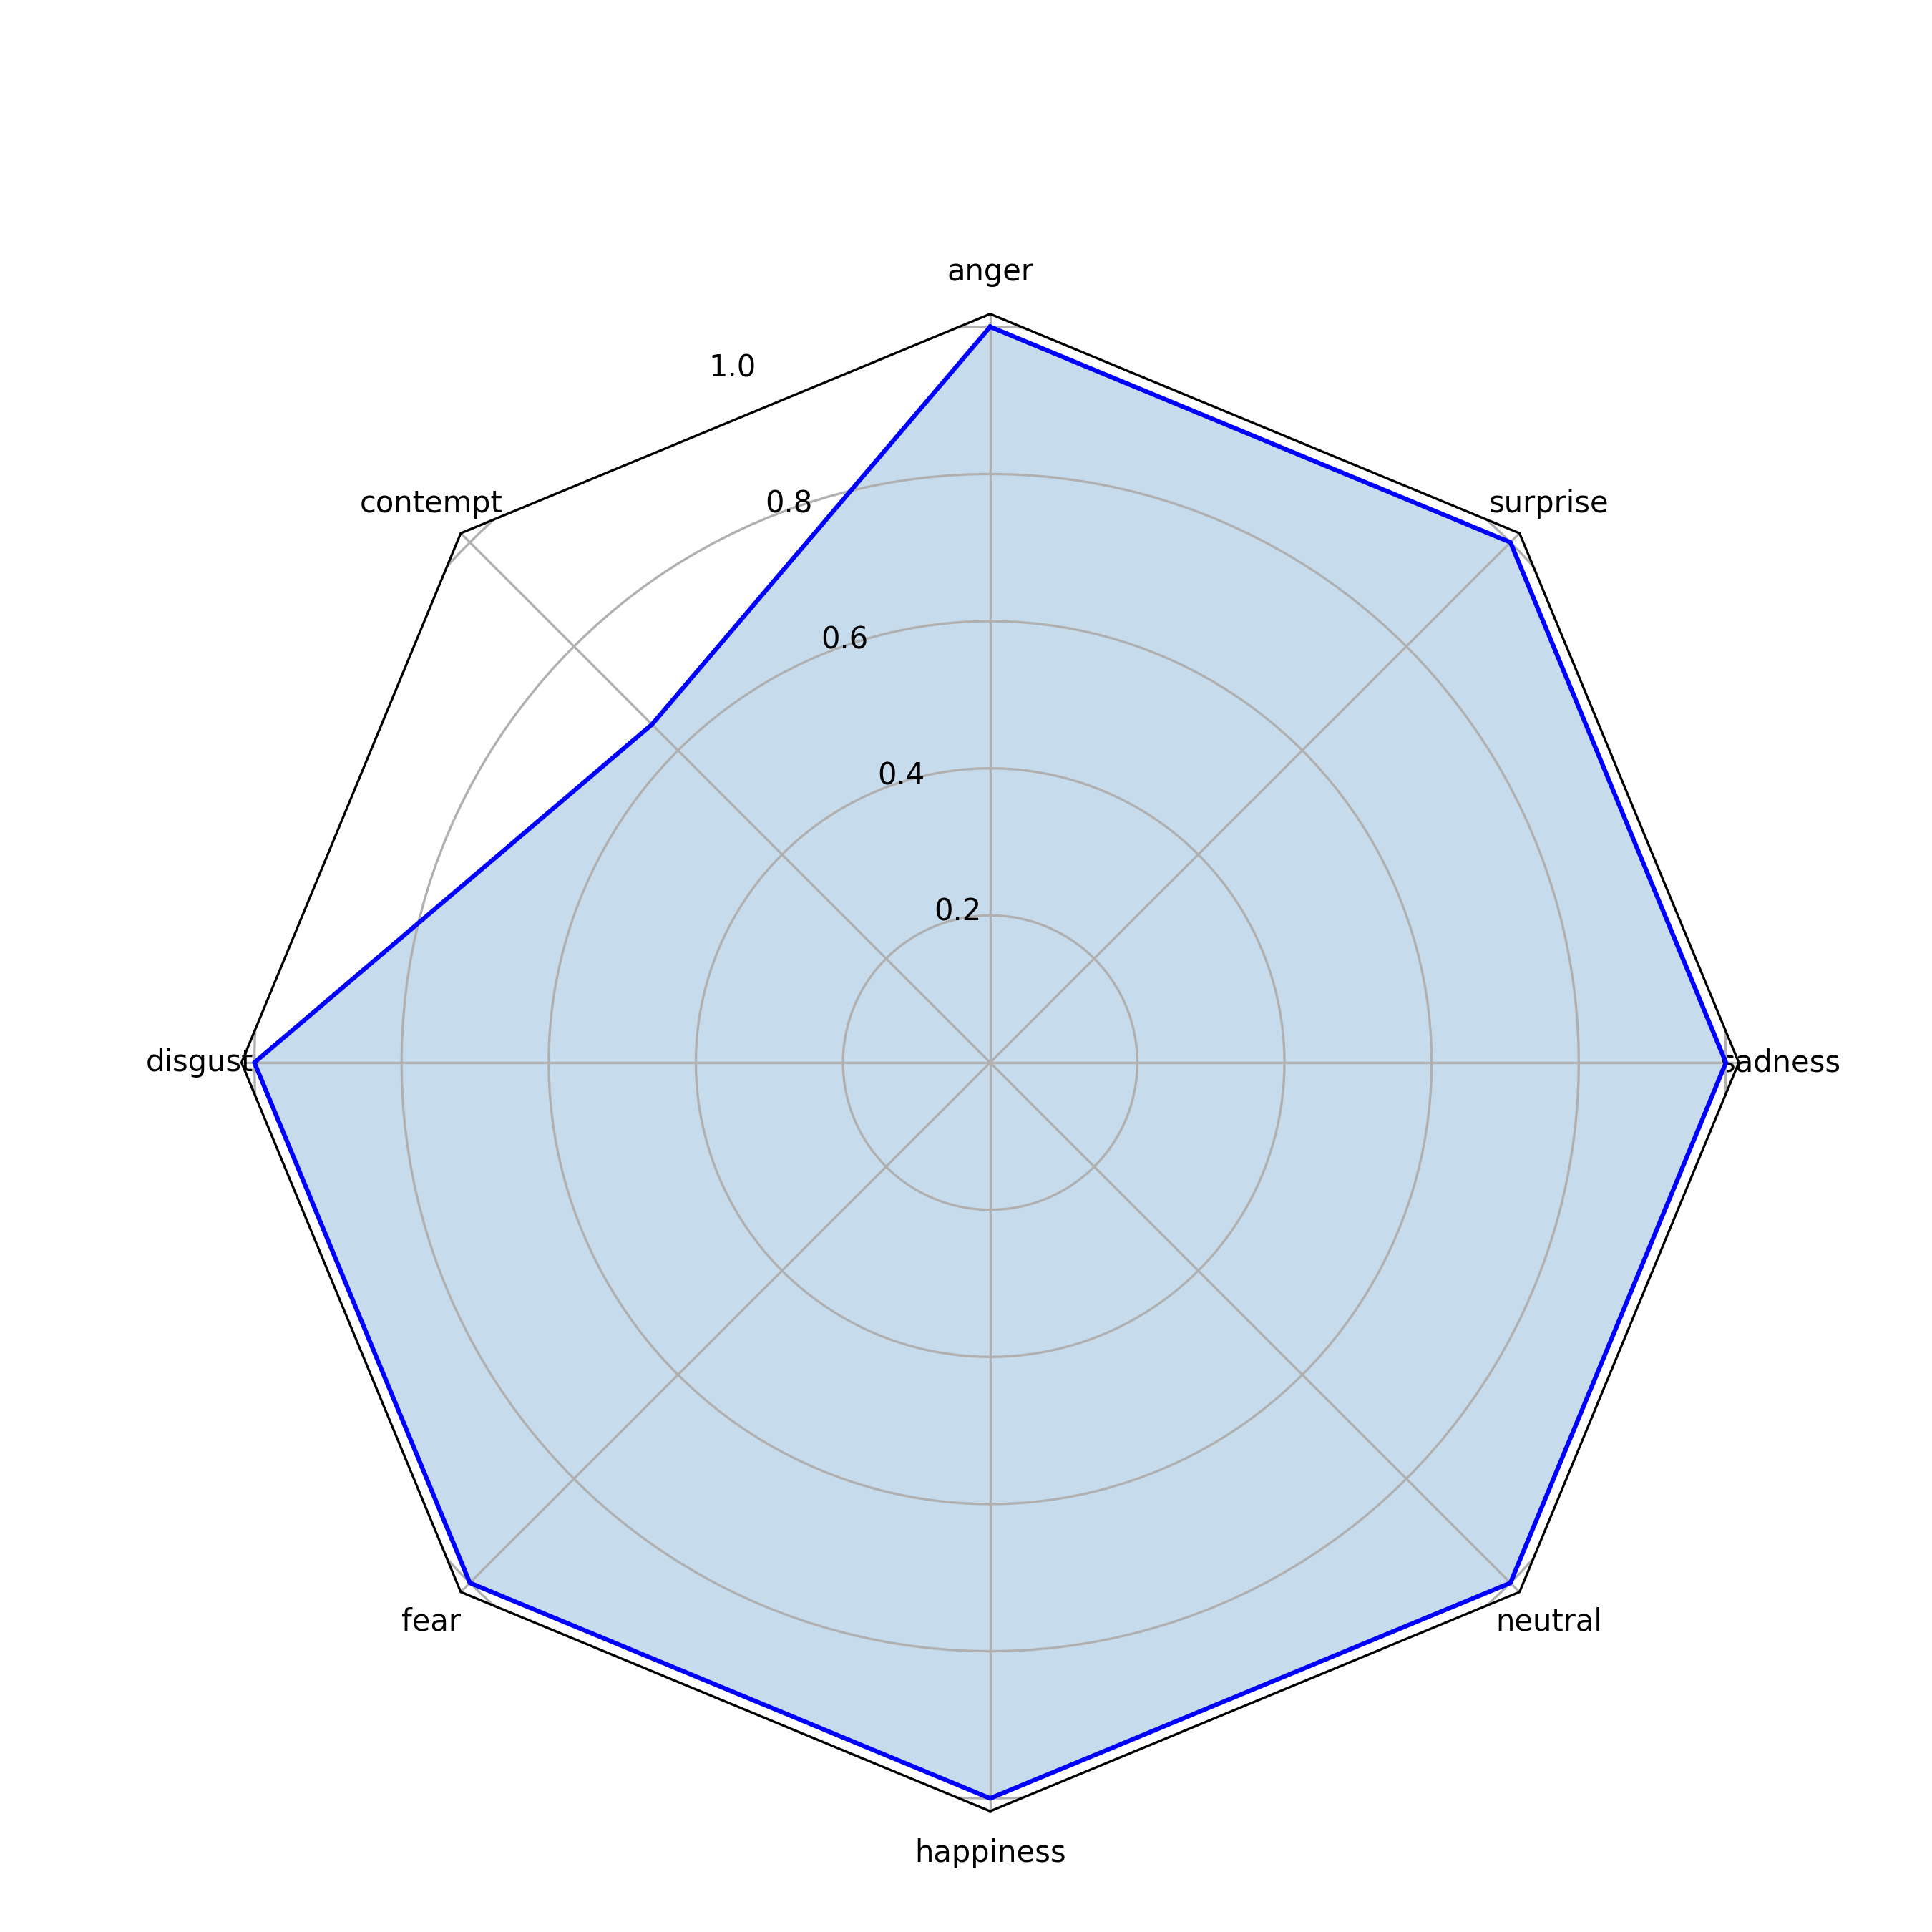 anger
1.0
contempt
0.8
surprise
0.6
0.4
0.2
disgust
sadness
fear
neutral
happiness